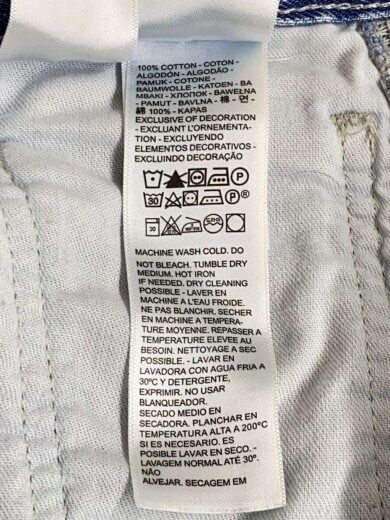 100% COTTON - COTON -
ALGODÓN - ALGODÃO -
PAMUK - COTONE -
BAUMWOLLE - KATOEN - BA
MBAKI - ХЛОПОК - BAWEŁNA
- PAMUT - BAVLNA - 棉 - 면 -
綿 100% - KAPAS
EXCLUSIVE OF DECORATION
- EXCLUANT L'ORNEMENTA-
TION - EXCLUYENDO
ELEMENTOS DECORATIVOS -
EXCLUINDO DECORAÇÃO
P
30 P
30
MACHINE WASH COLD. DO
NOT BLEACH. TUMBLE DRY
MEDIUM. HOT IRON
IF NEEDED. DRY CLEANING
POSSIBLE - LAVER EN
MACHINE A L'EAU FROIDE.
NE PAS BLANCHIR. SECHER
EN MACHINE A TEMPERA-
TURE MOYENNE. REPASSER A
TEMPERATURE ELEVEE AU
BESOIN. NETTOYAGE A SEC
POSSIBLE. - LAVAR EN
LAVADORA CON AGUA FRIA A
30ºC Y DETERGENTE,
EXPRIMIR. NO USAR
BLANQUEADOR.
SECADO MEDIO EN
SECADORA. PLANCHAR EN
TEMPERATURA ALTA A 200ºC
SI ES NECESARIO. ES
POSIBLE LAVAR EN SECO. -
LAVAGEM NORMAL ATÉ 30º.
NÃO
ALVEJAR. SECAGEM EM